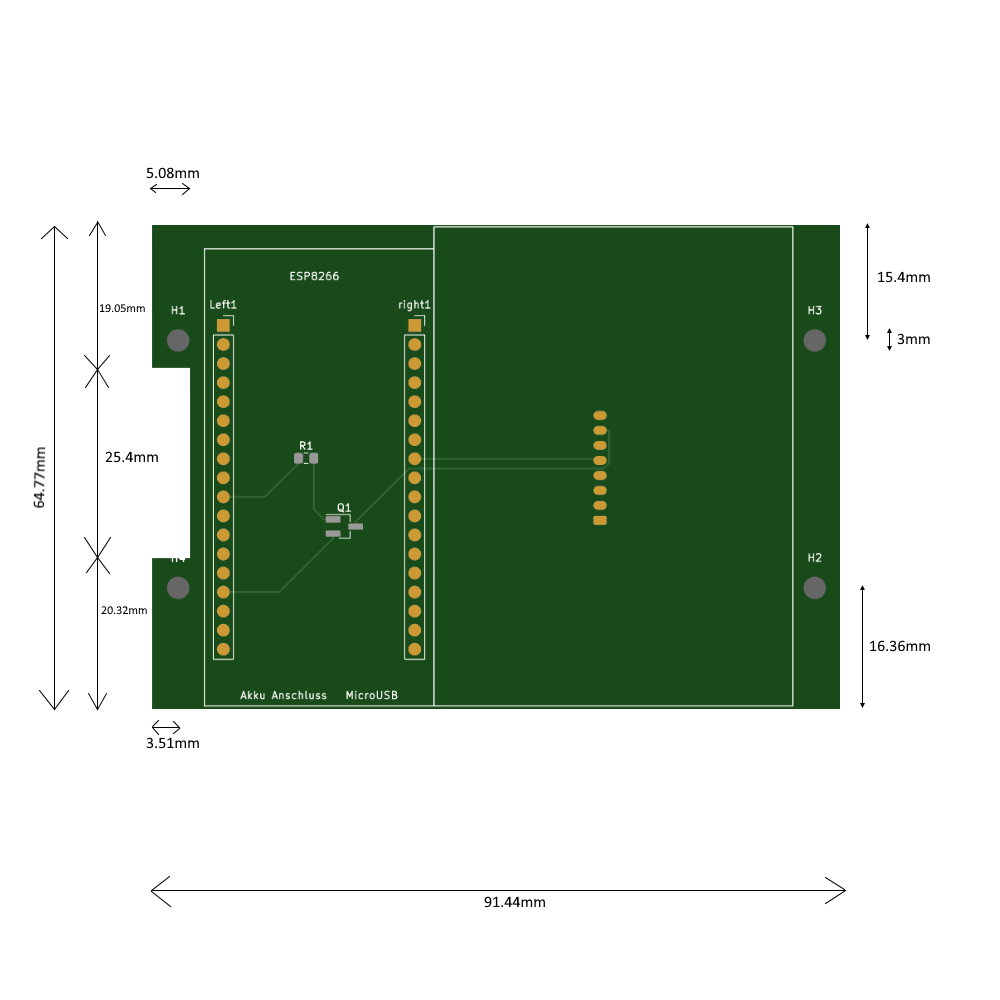 5.08mm
15.4mm
ESP8266
Left1
right1
19.05mm
H1
H3
3mm
R1
25.4mm
64.77mm
Q1
H4
H2
20.32mm
16.36mm
Akku Anschluss
MicroUSB
3.51mm
91.44mm